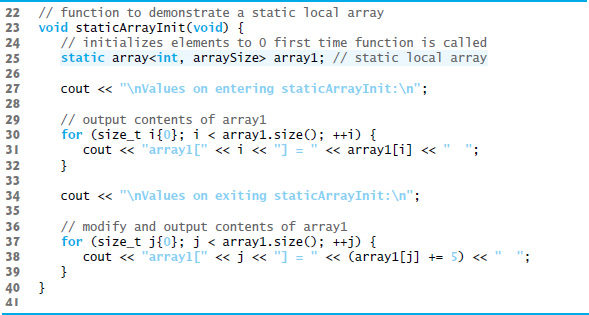 22 // function to demonstrate a static local array
23 void staticArrayInit(void) {
24 // initializes elements to 0 first time function is called
25 static array<int, arraySize> array1; // static local array
26
27 cout << "\nValues on entering staticArrayInit:\n";
28
29 // output contents of array1
30 for (size_t i{0}; i < array1.size(); ++i) {
31 cout << "array1[" << i << "] = " << array1[i] << "  ";
32 }
33
34 cout << "\nValues on exiting staticArrayInit:\n";
35
36 // modify and output contents of array1
37 for (size_t j{0}; j < array1.size(); ++j) {
38 cout << "array1[" << j << "] = " << (array1[j] += 5) << "  ";
39 }
40 }
41